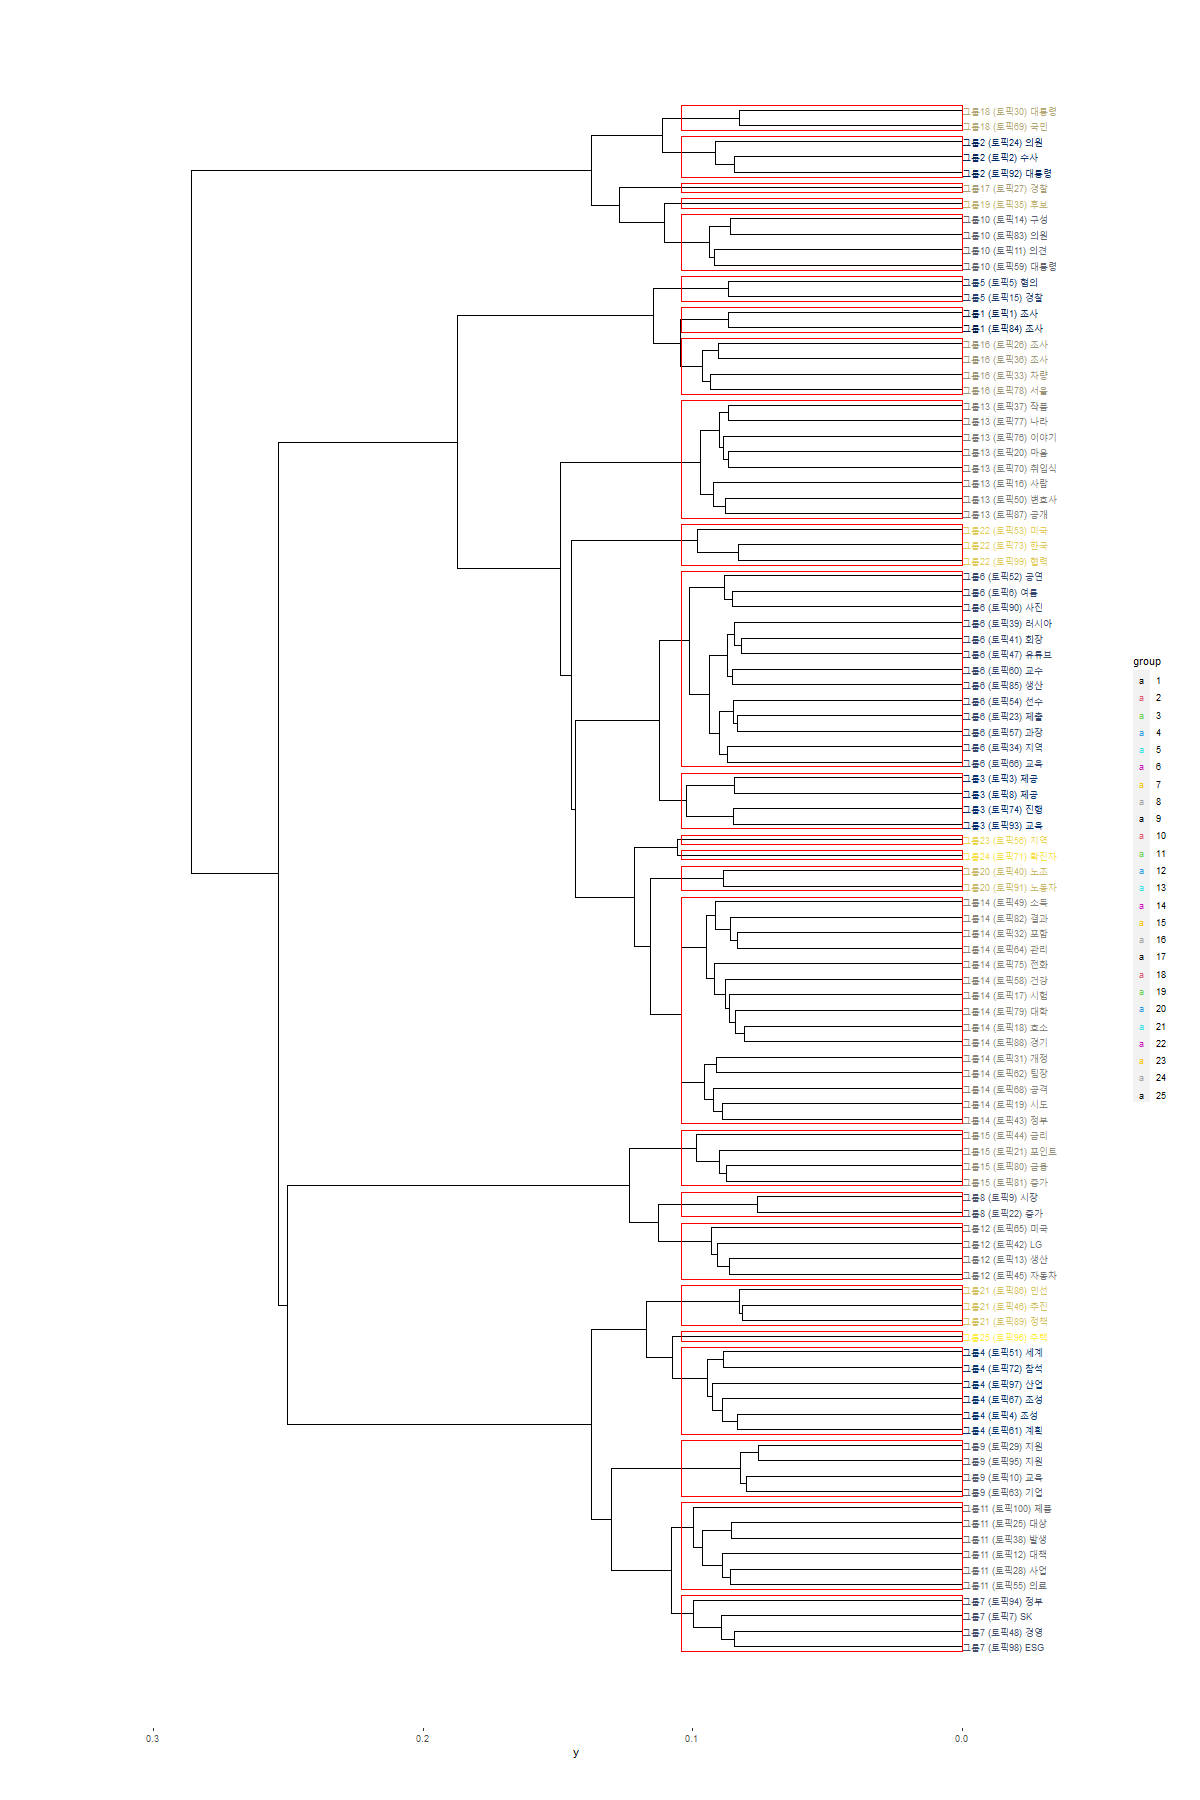 그룹18 (토픽30) 대통령
그룹18 (토픽69) 국민
그룹2 (토픽24) 의원
그룹2 (토픽2) 수사
그룹2 (토픽92) 대통령
그룹17 (토픽27) 경찰
그룹19 (토픽35) 후보
그룹10 (토픽14) 구성
그룹10 (토픽83) 의원
그룹10 (토픽11) 의견
그룹10 (토픽59) 대통령
그룹5 (토픽5) 혐의
그룹5 (토픽15) 경찰
그룹1 (토픽1) 조사
그룹1 (토픽84) 조사
그룹16 (토픽26) 조사
그룹16 (토픽36) 조사
그룹16 (토픽33) 차량
그룹16 (토픽78) 서울
그룹13 (토픽37) 작품
그룹13 (토픽77) 나라
그룹13 (토픽76) 이야기
그룹13 (토픽20) 마음
그룹13 (토픽70) 취임식
그룹13 (토픽16) 사람
그룹13 (토픽50) 변호사
그룹13 (토픽87) 공개
그룹22 (토픽53) 미국
그룹22 (토픽73) 한국
그룹22 (토픽99) 협력
그룹6 (토픽52) 공연
그룹6 (토픽6) 여름
그룹6 (토픽90) 사진
그룹6 (토픽39) 러시아
그룹6 (토픽41) 회장
그룹6 (토픽47) 유튜브
그룹6 (토픽60) 교수
그룹6 (토픽85) 생산
그룹6 (토픽54) 선수
그룹6 (토픽23) 제출
그룹6 (토픽57) 과장
그룹6 (토픽34) 지역
그룹6 (토픽66) 교육
그룹3 (토픽3) 제공
그룹3 (토픽8) 제공
그룹3 (토픽74) 진행
그룹3 (토픽93) 교육
그룹23 (토픽56) 지역
그룹24 (토픽71) 확진자
그룹20 (토픽40) 노조
그룹20 (토픽91) 노동자
그룹14 (토픽49) 소득
그룹14 (토픽82) 결과
그룹14 (토픽32) 포함
그룹14 (토픽64) 관리
그룹14 (토픽75) 전화
그룹14 (토픽58) 건강
그룹14 (토픽17) 시험
그룹14 (토픽79) 대학
그룹14 (토픽18) 효소
그룹14 (토픽88) 경기
그룹14 (토픽31) 개정
그룹14 (토픽62) 팀장
그룹14 (토픽68) 공격
그룹14 (토픽19) 시도
그룹14 (토픽43) 정부
그룹15 (토픽44) 금리
그룹15 (토픽21) 포인트
그룹15 (토픽80) 금융
그룹15 (토픽81) 증가
그룹8 (토픽9) 시장
그룹8 (토픽22) 증가
그룹12 (토픽65) 미국
그룹12 (토픽42) LG
그룹12 (토픽13) 생산
그룹12 (토픽45) 자동차
그룹21 (토픽86) 민선
그룹21 (토픽46) 추진
그룹21 (토픽89) 정책
그룹25 (토픽96) 주택
그룹4 (토픽51) 세계
그룹4 (토픽72) 참석
그룹4 (토픽97) 산업
그룹4 (토픽67) 조성
그룹4 (토픽4) 조성
그룹4 (토픽61) 계획
그룹9 (토픽29) 지원
그룹9 (토픽95) 지원
그룹9 (토픽10) 교육
그룹9 (토픽63) 기업
그룹11 (토픽100) 제품
그룹11 (토픽25) 대상
그룹11 (토픽38) 발생
그룹11 (토픽12) 대책
그룹11 (토픽28) 사업
그룹11 (토픽55) 의료
그룹7 (토픽94) 정부
그룹7 (토픽7) SK
그룹7 (토픽48) 경영
그룹7 (토픽98) ESG
0.3 0.2 0.1 0.0
y
group
a 1
a 2
a 3
a 4
a 5
a 6
a 7
a 8
a 9
a 10
a 11
a 12
a 13
a 14
a 15
a 16
a 17
a 18
a 19
a 20
a 21
a 22
a 23
a 24
a 25